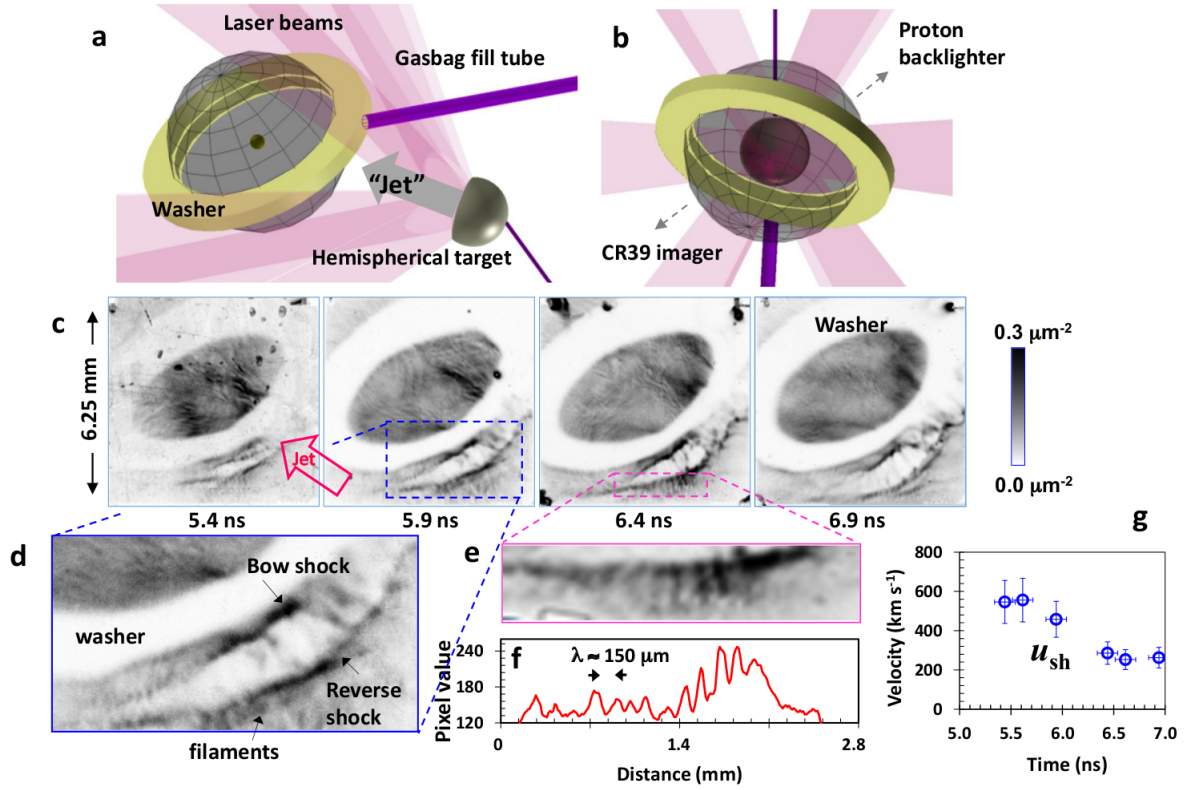 a
Laser beams
Gasbag fill tube
"Jet"
Washer
Hemispherical target
b
Proton
backlighter
CR39 imager
c
6.25 mm
Jet
Washer
0.3 μm⁻²
0.0 μm⁻²
5.4 ns
5.9 ns
6.4 ns
6.9 ns
d
Bow shock
washer
Reverse
shock
filaments
e
f
λ ≈ 150 μm
Pixel value
180
150
120
0
1.4
2.8
Distance (mm)
g
Velocity (km s⁻¹)
800
600
400
200
0
u_sh
5.0
5.5
6.0
6.5
7.0
Time (ns)